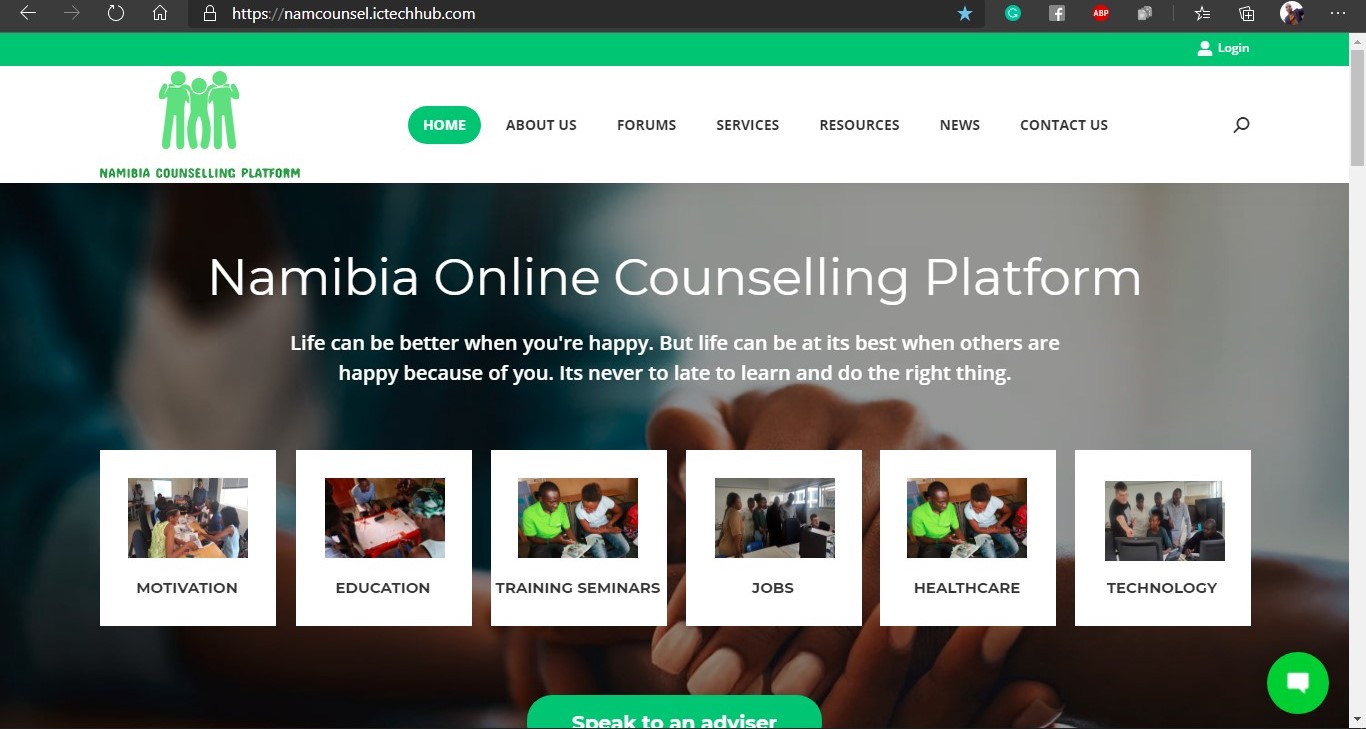 https://namcounsel.ictechhub.com
ABP
Login
NAMIBIA COUNSELLING PLATFORM
HOME
ABOUT US
FORUMS
SERVICES
RESOURCES
NEWS
CONTACT US
Namibia Online Counselling Platform
Life can be better when you're happy. But life can be at its best when others are
happy because of you. Its never to late to learn and do the right thing.
MOTIVATION
EDUCATION
TRAINING SEMINARS
JOBS
HEALTHCARE
TECHNOLOGY
Speak to an adviser